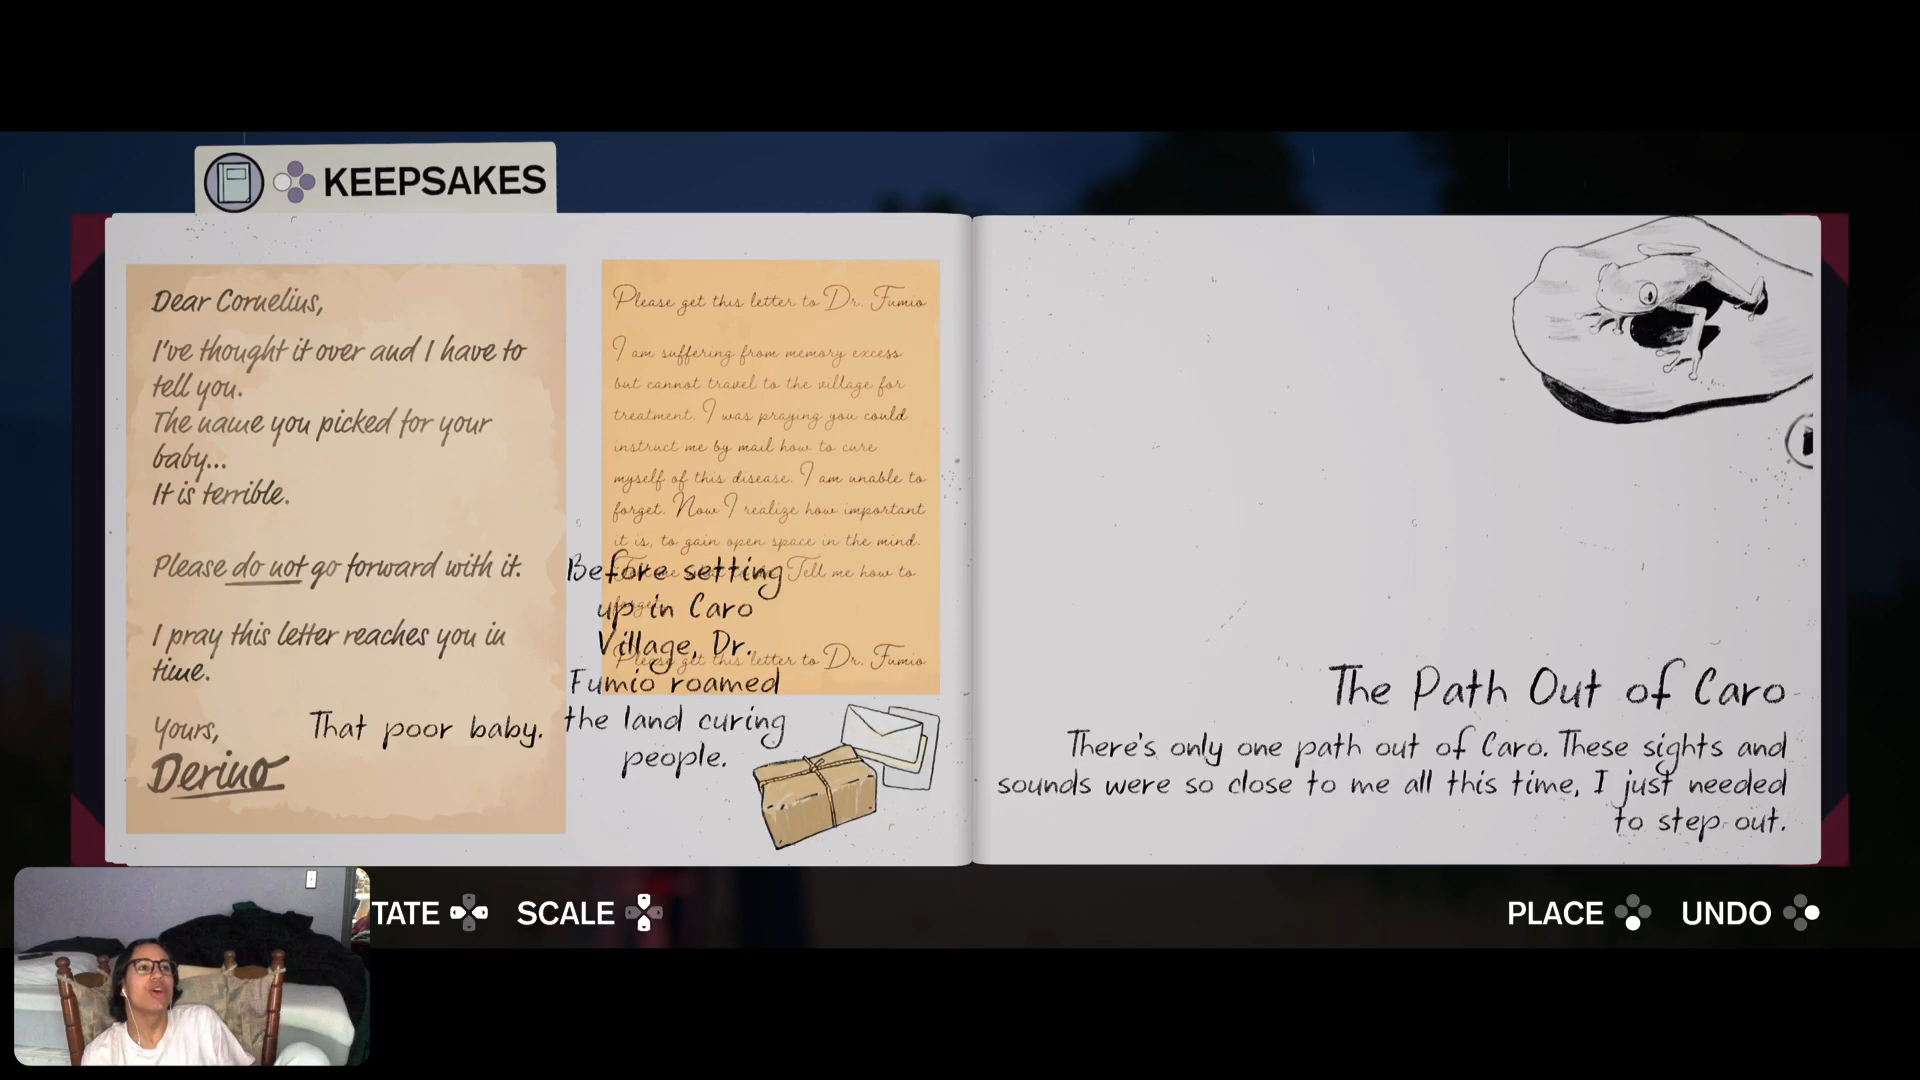 KEEPSAKES
Dear Cornelius,
I've thought it over and I have to
tell you.
The name you picked for your
baby...
It is terrible.
Please do not go forward with it.
I pray this letter reaches you in
time.
Yours,
Derino
That poor baby.
Please get this letter to Dr. Fumio
I am suffering from memory excess
but cannot travel to the village for
treatment. I was praying you could
instruct me by mail how to cure
myself of this disease. I am unable to
forget. Now I realize how important
it is, to gain open space in the mind.
Tell me how to
forget
Please get this letter to Dr. Fumio
Before setting
up in Caro
Village, Dr.
Fumio roamed
the land curing
people.
The Path Out of Caro
There's only one path out of Caro. These sights and
sounds were so close to me all this time, I just needed
to step out.
TATE
SCALE
PLACE
UNDO